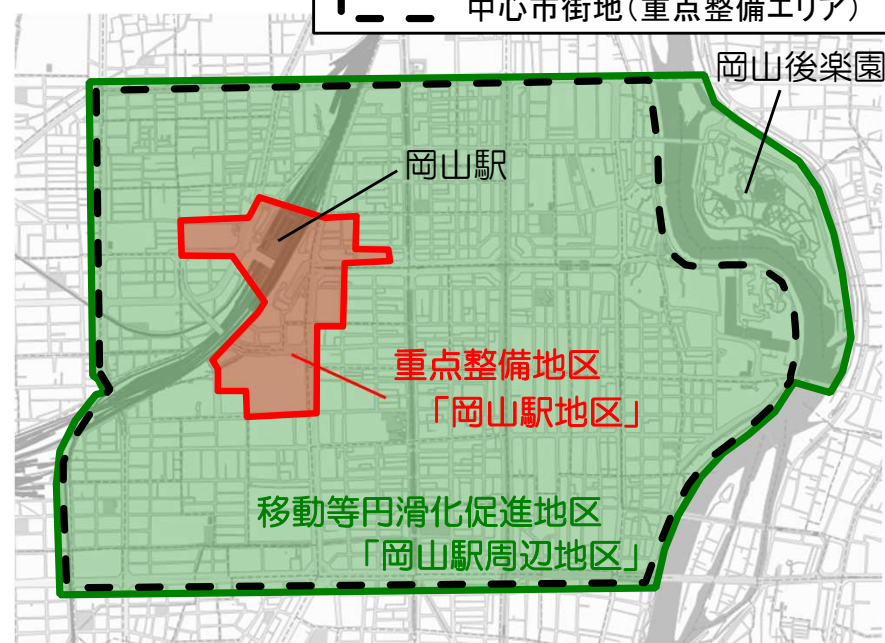 中心市街地(重点整備エリア)
岡山後楽園
岡山駅
重点整備地区
「岡山駅地区」
移動等円滑化促進地区
「岡山駅周辺地区」